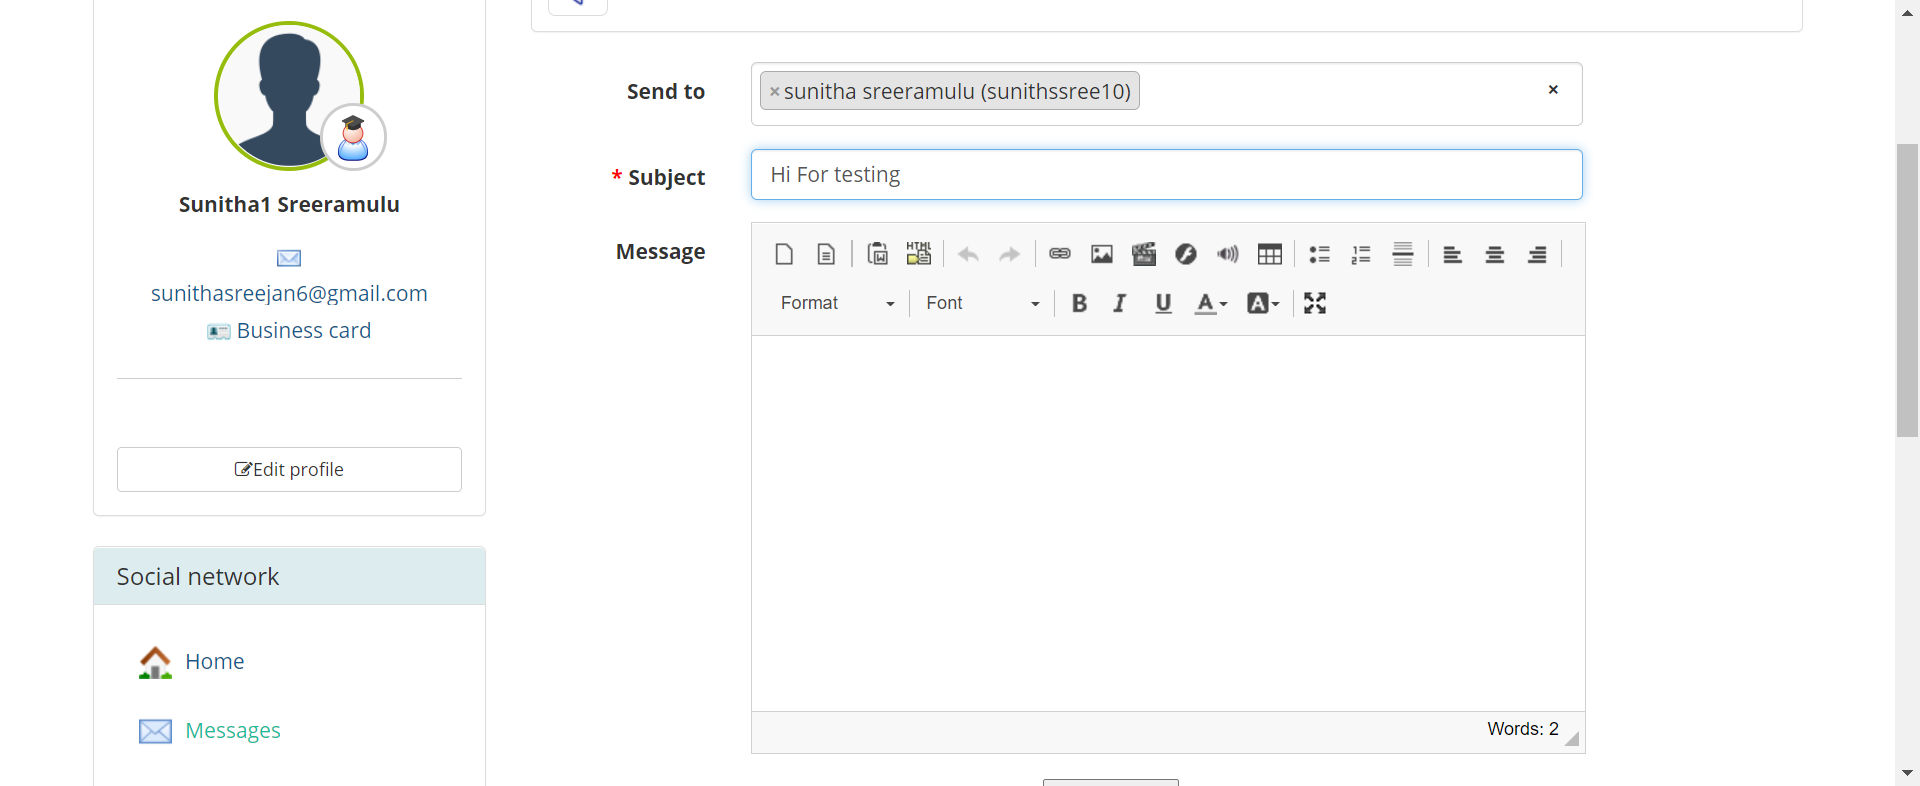 Sunitha1 Sreeramulu
sunithasreejan6@gmail.com
Business card
Edit profile
Social network
Home
Messages
Send to
×sunitha sreeramulu (sunithssree10)
×
* Subject
Hi For testing
Message
HTML
Format
Font
B I U A A
Words: 2